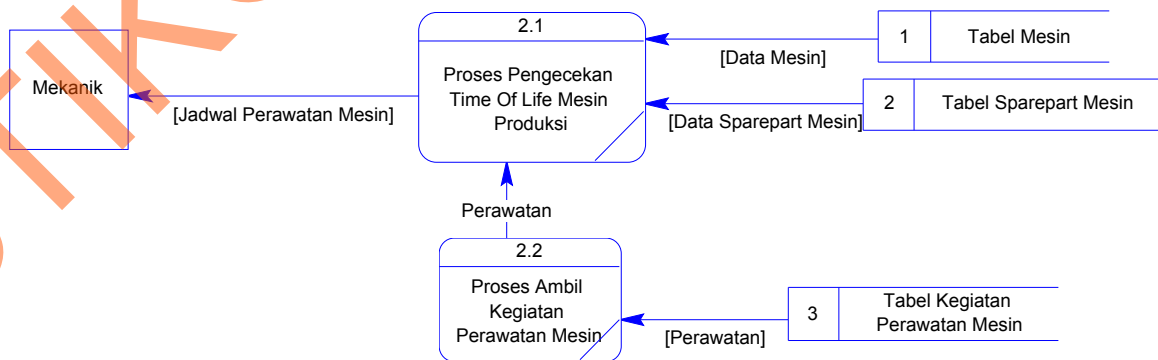 2.1
Proses Pengecekan
Time Of Life Mesin
Produksi
1
Tabel Mesin
[Data Mesin]
Mekanik
[Jadwal Perawatan Mesin]
2
Tabel Sparepart Mesin
[Data Sparepart Mesin]
Perawatan
2.2
Proses Ambil
Kegiatan
Perawatan Mesin
3
Tabel Kegiatan
Perawatan Mesin
[Perawatan]